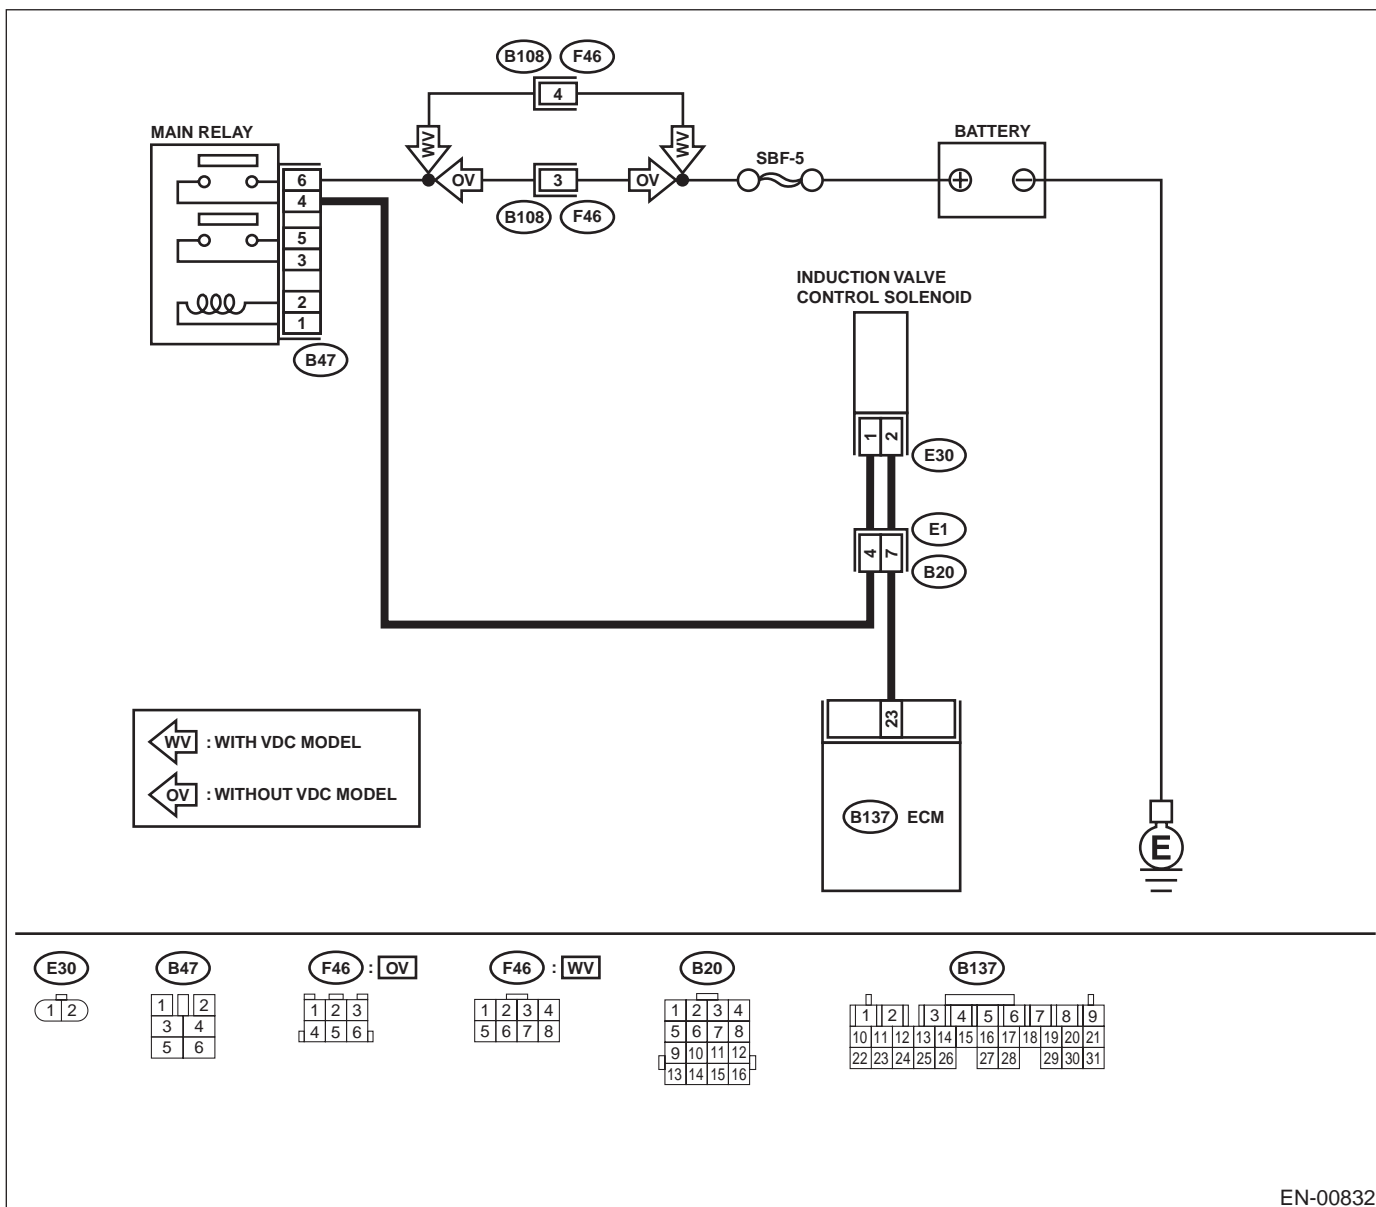 B108 F46
4
MAIN RELAY
WV WV
BATTERY
SBF-5
6
OV 3 OV
4
B108 F46
5
3
INDUCTION VALVE
CONTROL SOLENOID
2
1
B47
1 2
E30
E1
4 7
B20
23
WV : WITH VDC MODEL
OV : WITHOUT VDC MODEL
B137 ECM
E
E30 B47 F46 : OV F46 : WV B20 B137
1 2
1 2
3 4
5 6
1 2 3
4 5 6
1 2 3 4
5 6 7 8
1 2 3 4
5 6 7 8
9 10 11 12
13 14 15 16
1 2 3 4 5 6 7 8 9
10 11 12 13 14 15 16 17 18 19 20 21
22 23 24 25 26 27 28 29 30 31
EN-00832